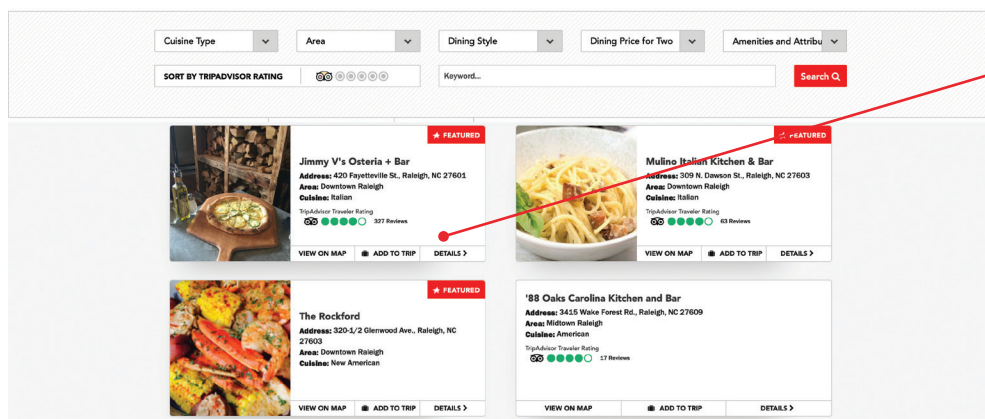 Cuisine Type
Area
Dining Style
Dining Price for Two
Amenities and Attribu
SORT BY TRIPADVISOR RATING
Keyword...
Search
FEATURED
Jimmy V's Osteria + Bar
Address: 420 Fayetteville St., Raleigh, NC 27601
Area: Downtown Raleigh
Cuisine: Italian
TripAdvisor Traveler Rating
327 Reviews
VIEW ON MAP
ADD TO TRIP
DETAILS >
FEATURED
Mulino Italian Kitchen & Bar
Address: 309 N. Dawson St., Raleigh, NC 27603
Area: Downtown Raleigh
Cuisine: Italian
TripAdvisor Traveler Rating
63 Reviews
VIEW ON MAP
ADD TO TRIP
DETAILS >
FEATURED
The Rockford
Address: 320-1/2 Glenwood Ave., Raleigh, NC
27603
Area: Downtown Raleigh
Cuisine: New American
VIEW ON MAP
ADD TO TRIP
DETAILS >
'88 Oaks Carolina Kitchen and Bar
Address: 3415 Wake Forest Rd., Raleigh, NC 27609
Area: Midtown Raleigh
Cuisine: American
TripAdvisor Traveler Rating
17 Reviews
VIEW ON MAP
ADD TO TRIP
DETAILS >